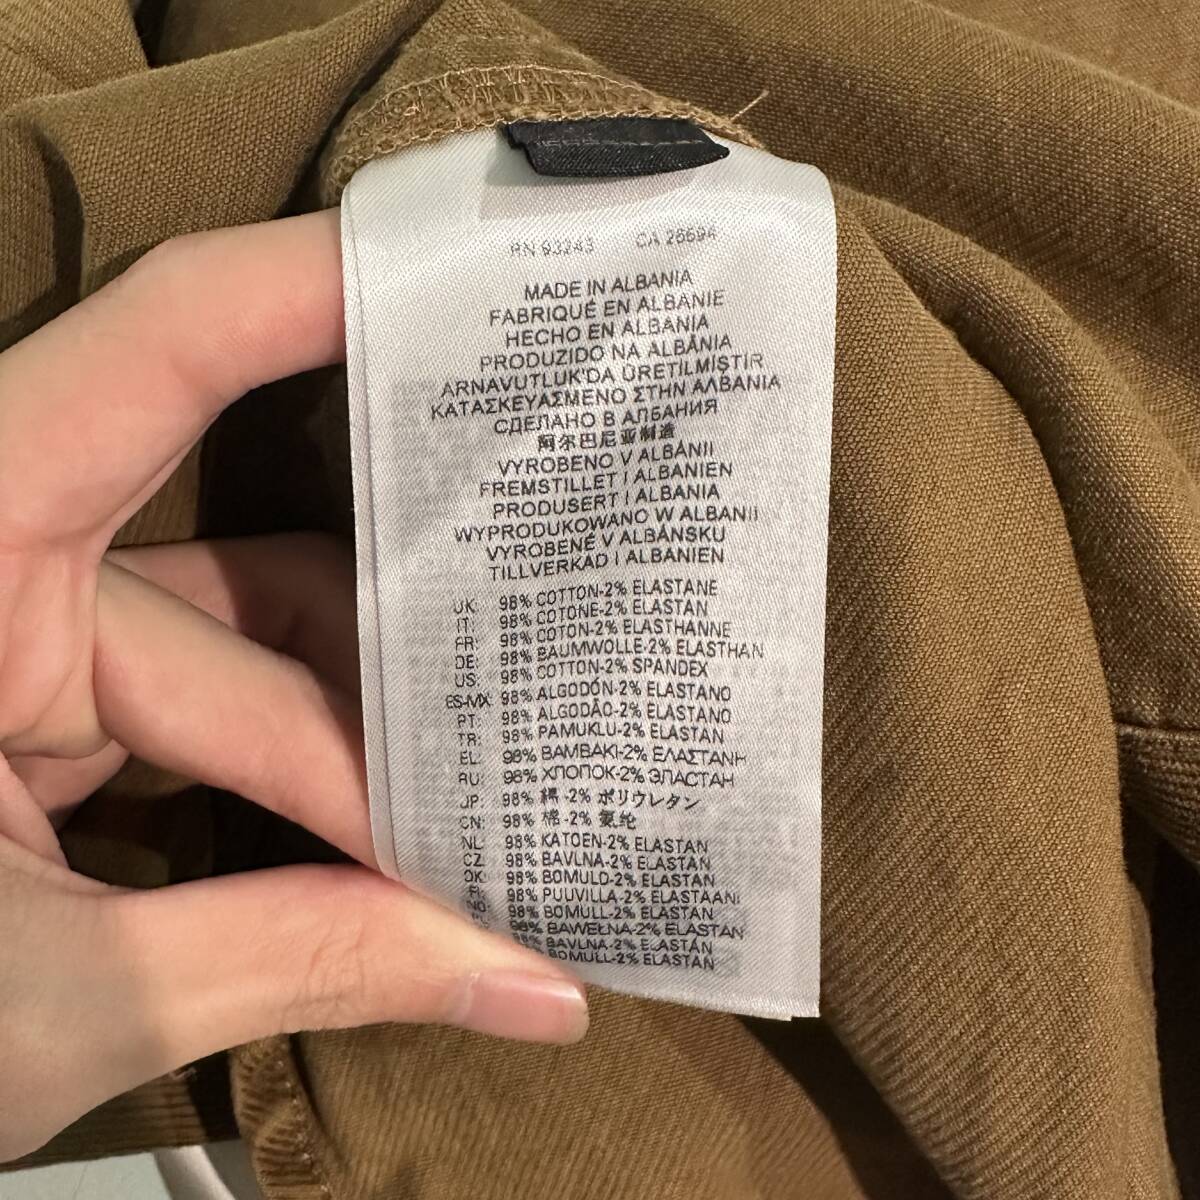 RN 93243 CA 26694
MADE IN ALBANIA
FABRIQUÉ EN ALBANIE
HECHO EN ALBANIA
PRODUZIDO NA ALBÂNIA
ARNAVUTLUK'DA ÜRETILMIŞTIR
ΚΑΤΑΣΚΕΥΑΣΜΕΝΟ ΣΤΗΝ ΑΛΒΑΝΙΑ
СДЕЛАНО В АЛБАНИЯ
阿尔巴尼亚制造
VYROBENO V ALBÁNII
FREMSTILLET I ALBANIEN
PRODUSERT I ALBANIA
WYPRODUKOWANO W ALBANII
VYROBENÉ V ALBÁNSKU
TILLVERKAD I ALBANIEN
UK: 98% COTTON-2% ELASTANE
IT: 98% COTONE-2% ELASTAN
FR: 98% COTON-2% ELASTHANNE
DE: 98% BAUMWOLLE-2% ELASTHAN
US: 98% COTTON-2% SPANDEX
ES-MX: 98% ALGODÓN-2% ELASTANO
PT: 98% ALGODÃO-2% ELASTANO
TR: 98% PAMUKLU-2% ELASTAN
EL: 98% ΒΑΜΒΑΚΙ-2% ΕΛΑΣΤΑΝΗ
RU: 98% ХЛОПОК-2% ЭЛАСТАН
JP: 98% 綿-2% ポリウレタン
CN: 98% 棉-2% 氨纶
NL: 98% KATOEN-2% ELASTAN
CZ: 98% BAVLNA-2% ELASTAN
DK: 98% BOMULD-2% ELASTAN
FI: 98% PUUVILLA-2% ELASTAANI
NO: 98% BOMULL-2% ELASTAN
98% BAWEŁNA-2% ELASTAN
98% BAVLNA-2% ELASTÁN
BOMULL-2% ELASTAN